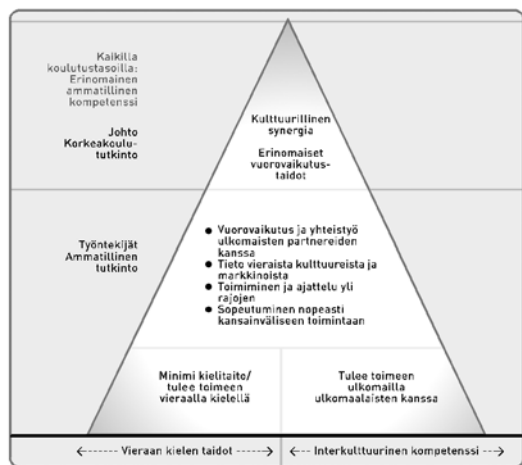 Kaikilla
koulutustasoilla:
Erinomainen
ammatillinen
kompetenssi
Johto
Korkeakoulu-
tutkinto
Kulttuurillinen
synergia
Erinomaiset
vuorovaikutus-
taidot
Työntekijät
Ammatillinen
tutkinto
● Vuorovaikutus ja yhteistyö
ulkomaisten partnereiden
kanssa
● Tieto vieraista kulttuureista ja
markkinoista
● Toimiminen ja ajattelu yli
rajojen
● Sopeutuminen nopeasti
kansainväliseen toimintaan
Minimi kielitaito/
tulee toimeen
vieraalla kielellä
Tulee toimeen
ulkomailla
ulkomaalaisten kanssa
<------ Vieraan kielen taidot ------>
<-- Interkulttuurinen kompetenssi -->